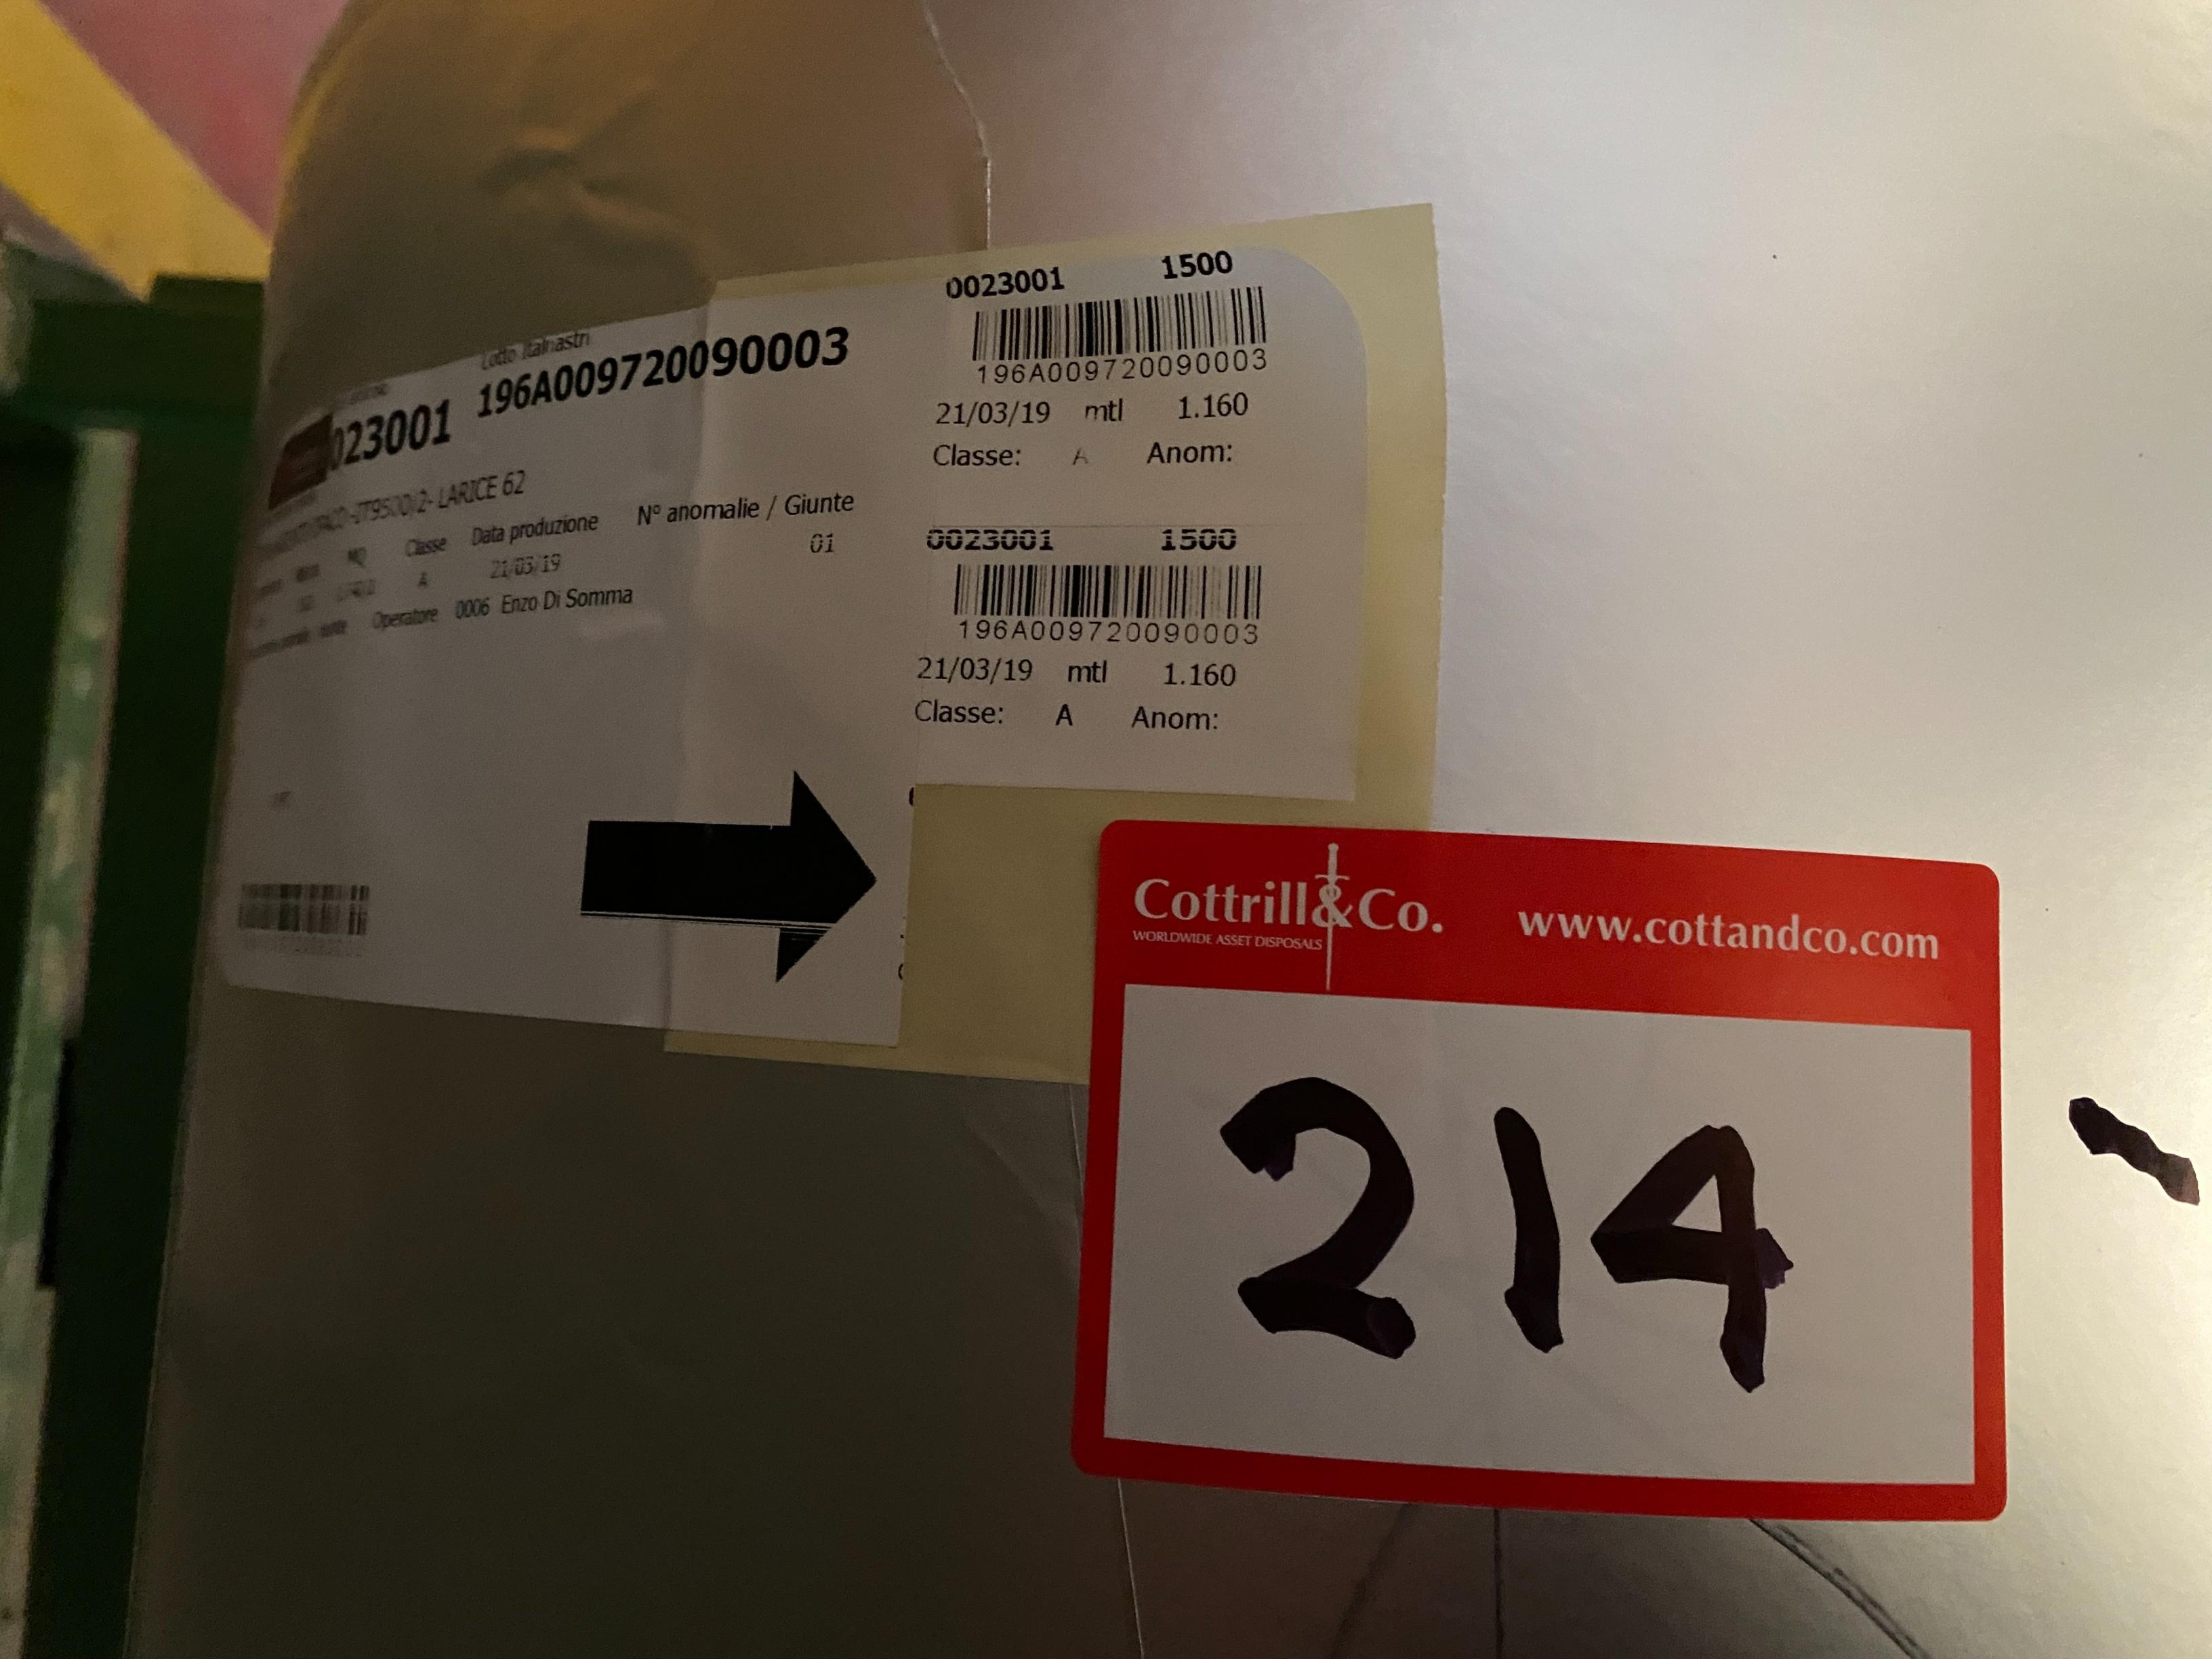 Lotto Italnastri
023001 196A009720090003
LARICE 62
MQ Classe Data produzione Nº anomalie / Giunte
A 21/03/19 01
Operatore 0006 Enzo Di Somma
0023001 1500
196A009720090003
21/03/19 mtl 1.160
Classe: A Anom:
0023001 1500
196A009720090003
21/03/19 mtl 1.160
Classe: A Anom:
Cottrill&Co. www.cottandco.com
WORLDWIDE ASSET DISPOSALS
214